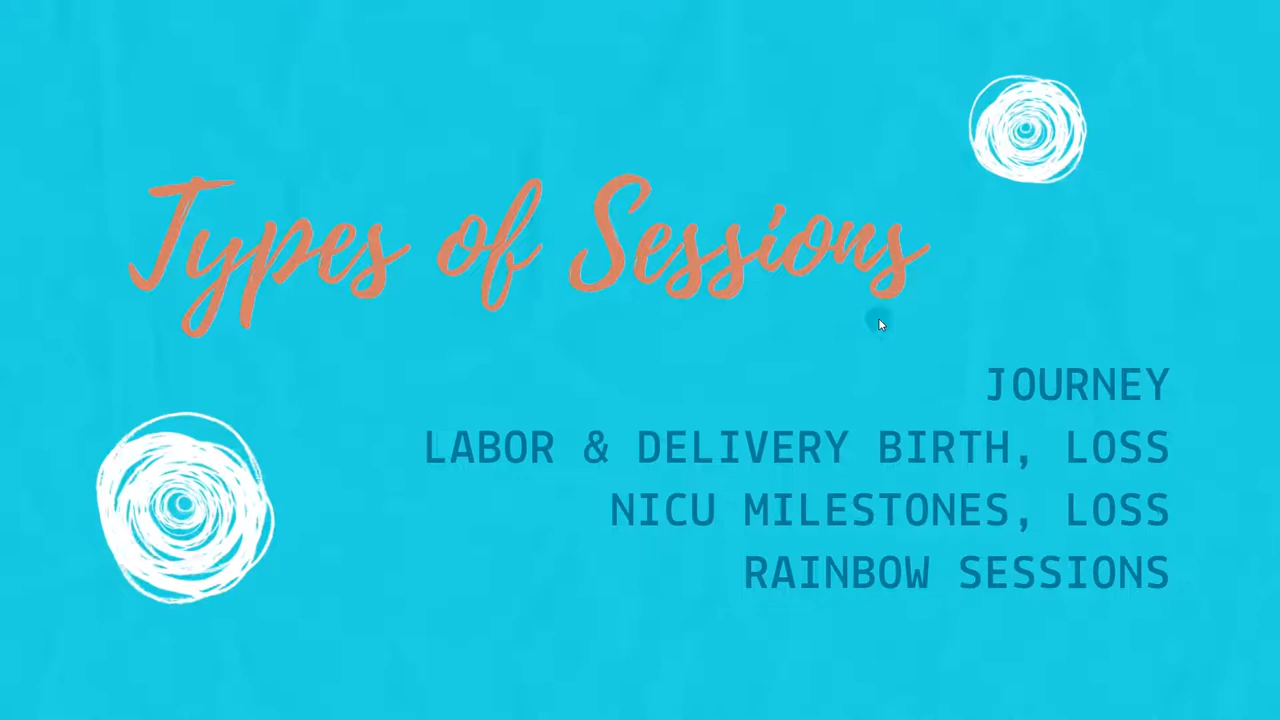 Types of Sessions
JOURNEY
LABOR & DELIVERY BIRTH, LOSS
NICU MILESTONES, LOSS
RAINBOW SESSIONS